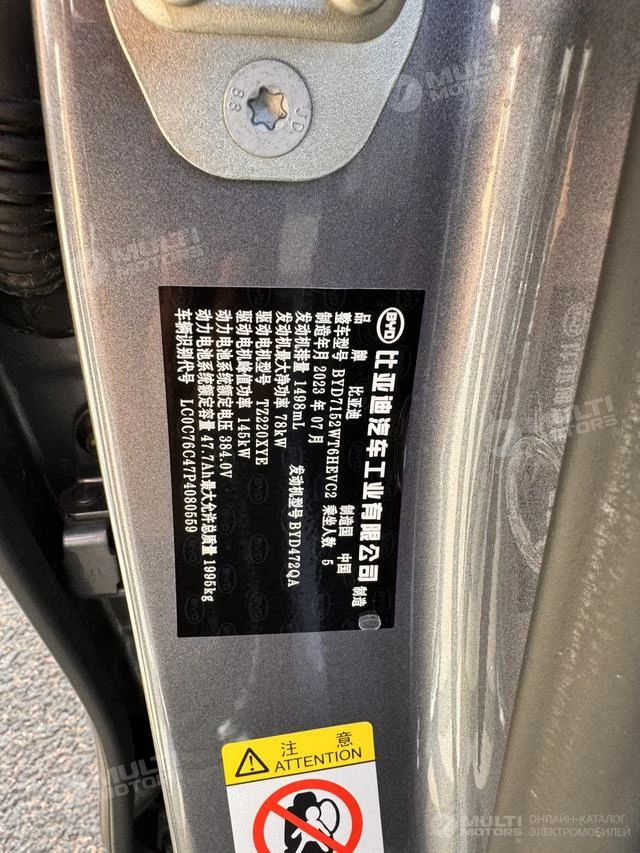 JD
88
BYD 比亚迪汽车工业有限公司 制造
品 牌 比亚迪 制造国 中国
整车型号 BYD7152WT6HEVC2 乘坐人数 5
制造年月 2023 年 07 月
发动机排量 1498mL 发动机型号 BYD472QA
发动机最大净功率 78kW
驱动电机型号 TZ220XYE
驱动电机峰值功率 145kW
动力电池系统额定电压 384.0V
动力电池系统额定容量 47.7Ah 最大允许总质量 1995kg
车辆识别代号 LC0C76C47P4080559
注 意
ATTENTION
MULTI MOTORS
ОНЛАЙН-КАТАЛОГ
ЭЛЕКТРОМОБИЛЕЙ